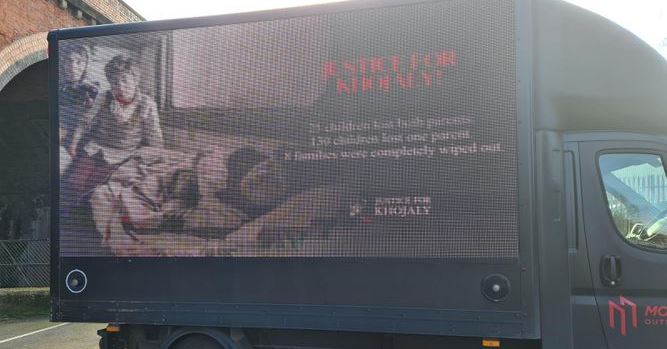 JUSTICE FOR
KHOJALY!
25 children lost both parents
130 children lost one parent
8 families were completely wiped out
JUSTICE FOR
KHOJALY